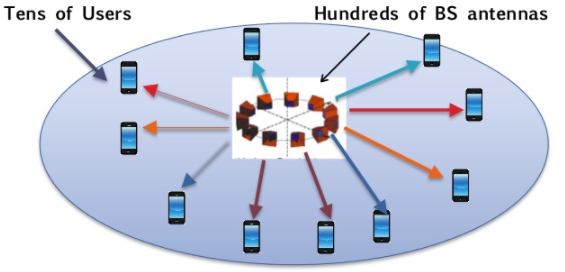 Tens of Users
Hundreds of BS antennas